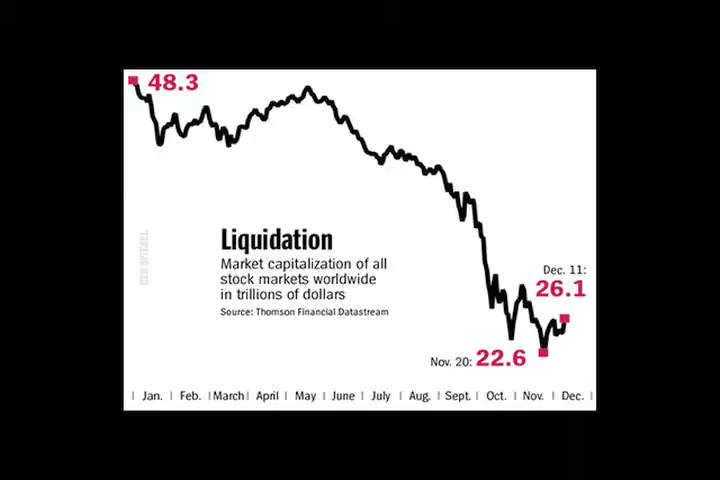 48.3
Liquidation
Market capitalization of all
stock markets worldwide
in trillions of dollars
Source: Thomson Financial Datastream
DER SPIEGEL
Dec. 11:
26.1
Nov. 20: 22.6
Jan. | Feb. | March | April | May | June | July | Aug. | Sept. | Oct. | Nov. | Dec.